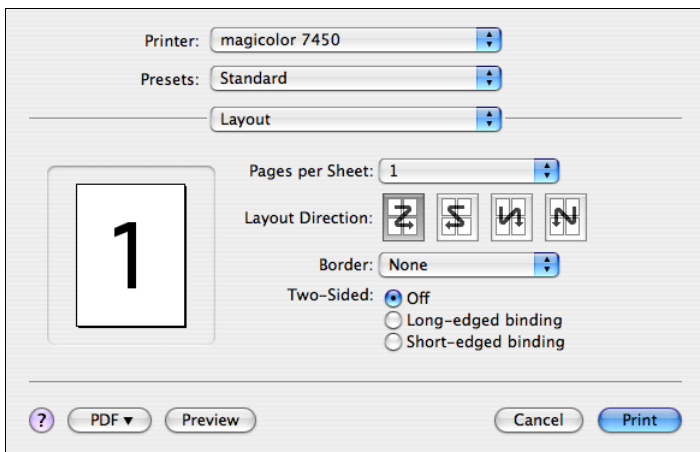 Printer: magicolor 7450
Presets: Standard
Layout
Pages per Sheet: 1
Layout Direction:
Border: None
1
Two-Sided: Off
Long-edged binding
Short-edged binding
? PDF ▼ Preview Cancel Print